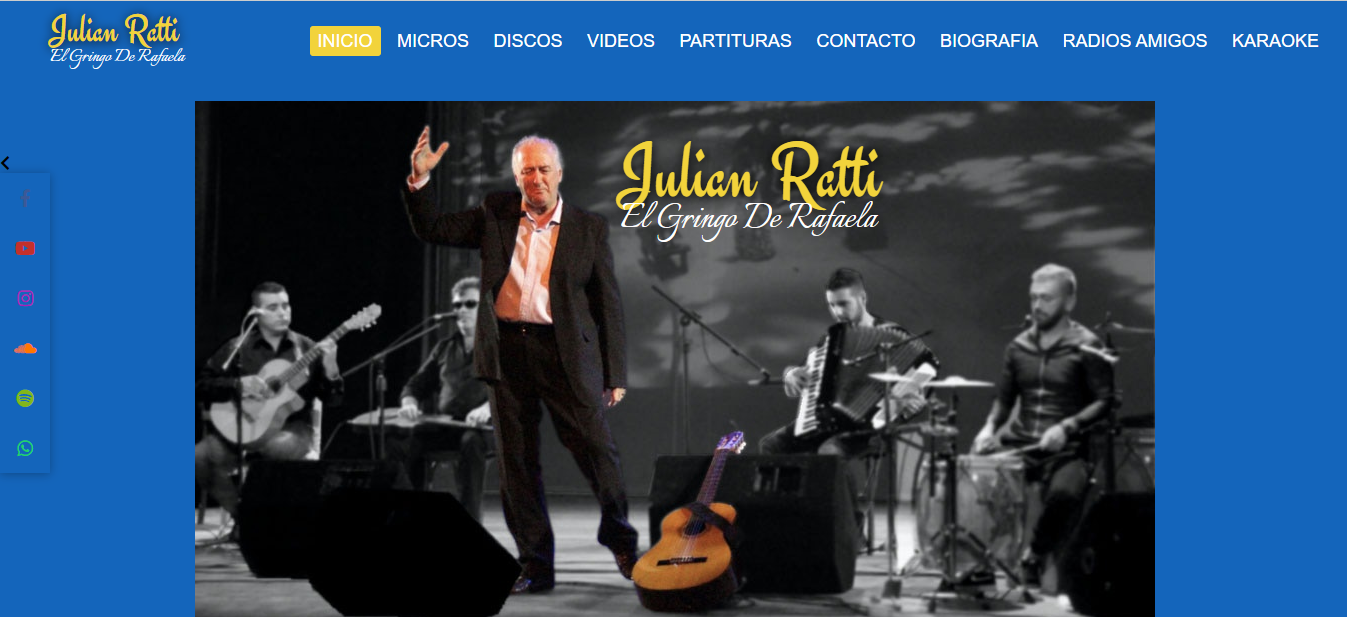 Julian Ratti
El Gringo De Rafaela
INICIO MICROS DISCOS VIDEOS PARTITURAS CONTACTO BIOGRAFIA RADIOS AMIGOS KARAOKE
Julian Ratti
El Gringo De Rafaela